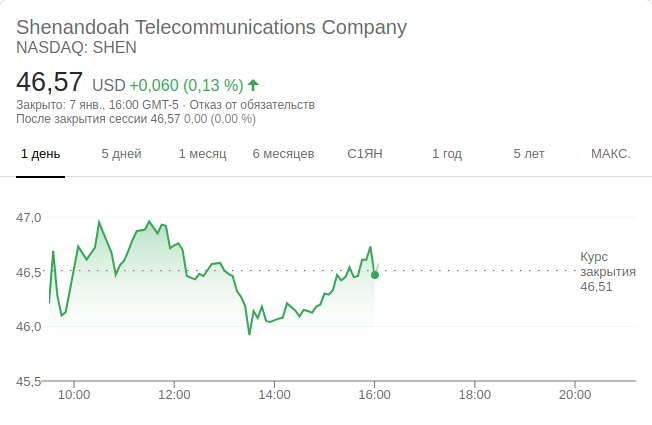 Shenandoah Telecommunications Company
NASDAQ: SHEN
46,57 USD +0,060 (0,13 %)
Закрыто: 7 янв., 16:00 GMT-5 · Отказ от обязательств
После закрытия сессии 46,57 0,00 (0,00 %)
1 день 5 дней 1 месяц 6 месяцев С1ЯН 1 год 5 лет МАКС.
47,0
46,5
46,0
45,5
Курс
закрытия
46,51
10:00 12:00 14:00 16:00 18:00 20:00